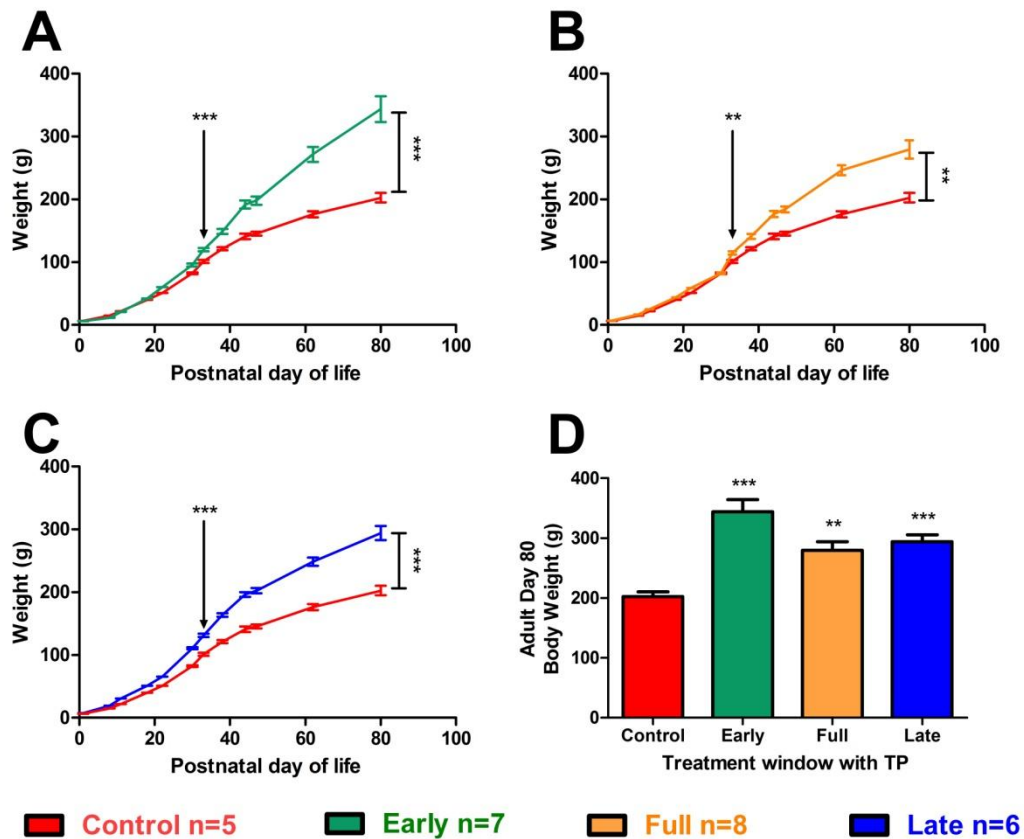 A
Weight (g)
400
300
200
100
0
***
***
0 20 40 60 80 100
Postnatal day of life
B
Weight (g)
400
300
200
100
0
**
**
0 20 40 60 80 100
Postnatal day of life
C
Weight (g)
400
300
200
100
0
***
***
0 20 40 60 80 100
Postnatal day of life
D
Adult Day 80
Body Weight (g)
400
300
200
100
0
***
**
***
Control Early Full Late
Treatment window with TP
Control n=5 Early n=7 Full n=8 Late n=6